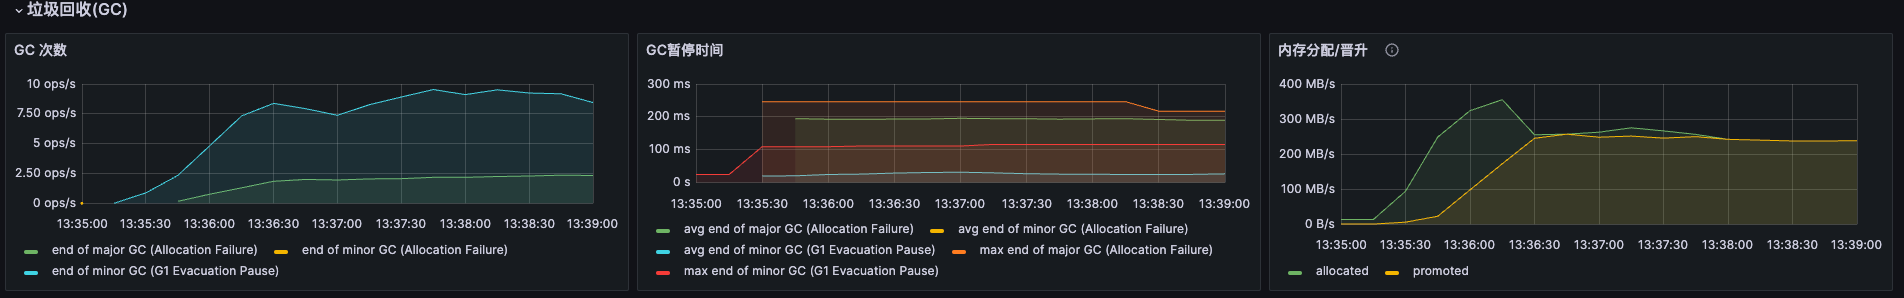 垃圾回收(GC)
GC 次数
10 ops/s
7.50 ops/s
5 ops/s
2.50 ops/s
0 ops/s
13:35:00 13:35:30 13:36:00 13:36:30 13:37:00 13:37:30 13:38:00 13:38:30 13:39:00
end of major GC (Allocation Failure) end of minor GC (Allocation Failure)
end of minor GC (G1 Evacuation Pause)
GC暂停时间
300 ms
200 ms
100 ms
0 s
13:35:00 13:35:30 13:36:00 13:36:30 13:37:00 13:37:30 13:38:00 13:38:30 13:39:00
avg end of major GC (Allocation Failure) avg end of minor GC (Allocation Failure)
avg end of minor GC (G1 Evacuation Pause) max end of major GC (Allocation Failure)
max end of minor GC (G1 Evacuation Pause)
内存分配/晋升
400 MB/s
300 MB/s
200 MB/s
100 MB/s
0 B/s
13:35:00 13:35:30 13:36:00 13:36:30 13:37:00 13:37:30 13:38:00 13:38:30 13:39:00
allocated promoted